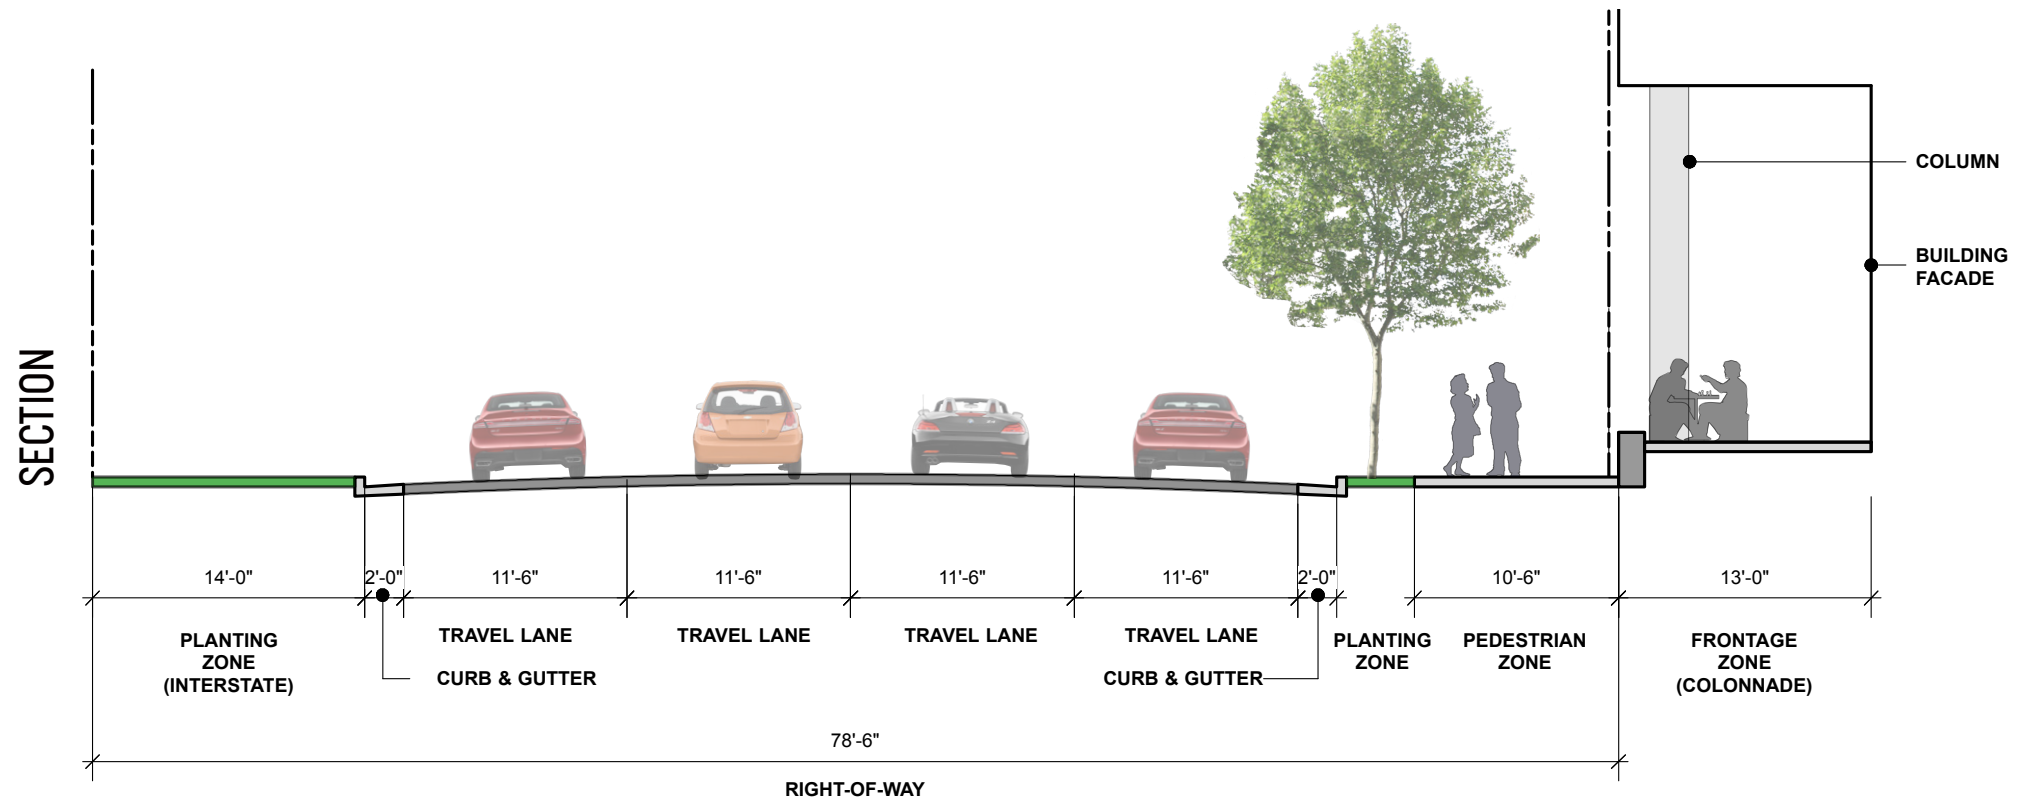 SECTION
COLUMN
BUILDING
FACADE
14'-0"
2'-0"
11'-6"
11'-6"
11'-6"
11'-6"
2'-0"
10'-6"
13'-0"
PLANTING
ZONE
(INTERSTATE)
CURB & GUTTER
TRAVEL LANE
TRAVEL LANE
TRAVEL LANE
TRAVEL LANE
CURB & GUTTER
PLANTING
ZONE
PEDESTRIAN
ZONE
FRONTAGE
ZONE
(COLONNADE)
78'-6"
RIGHT-OF-WAY